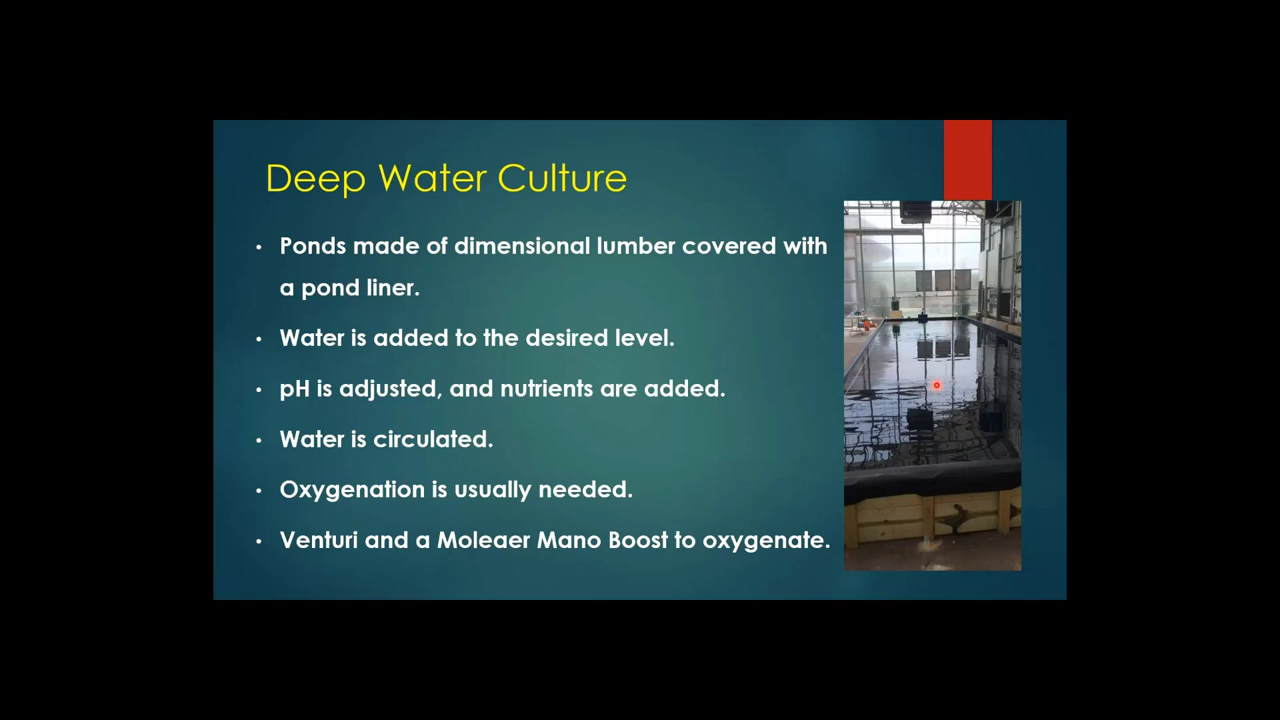 Deep Water Culture
• Ponds made of dimensional lumber covered with
a pond liner.
• Water is added to the desired level.
• pH is adjusted, and nutrients are added.
• Water is circulated.
• Oxygenation is usually needed.
• Venturi and a Moleaer Mano Boost to oxygenate.